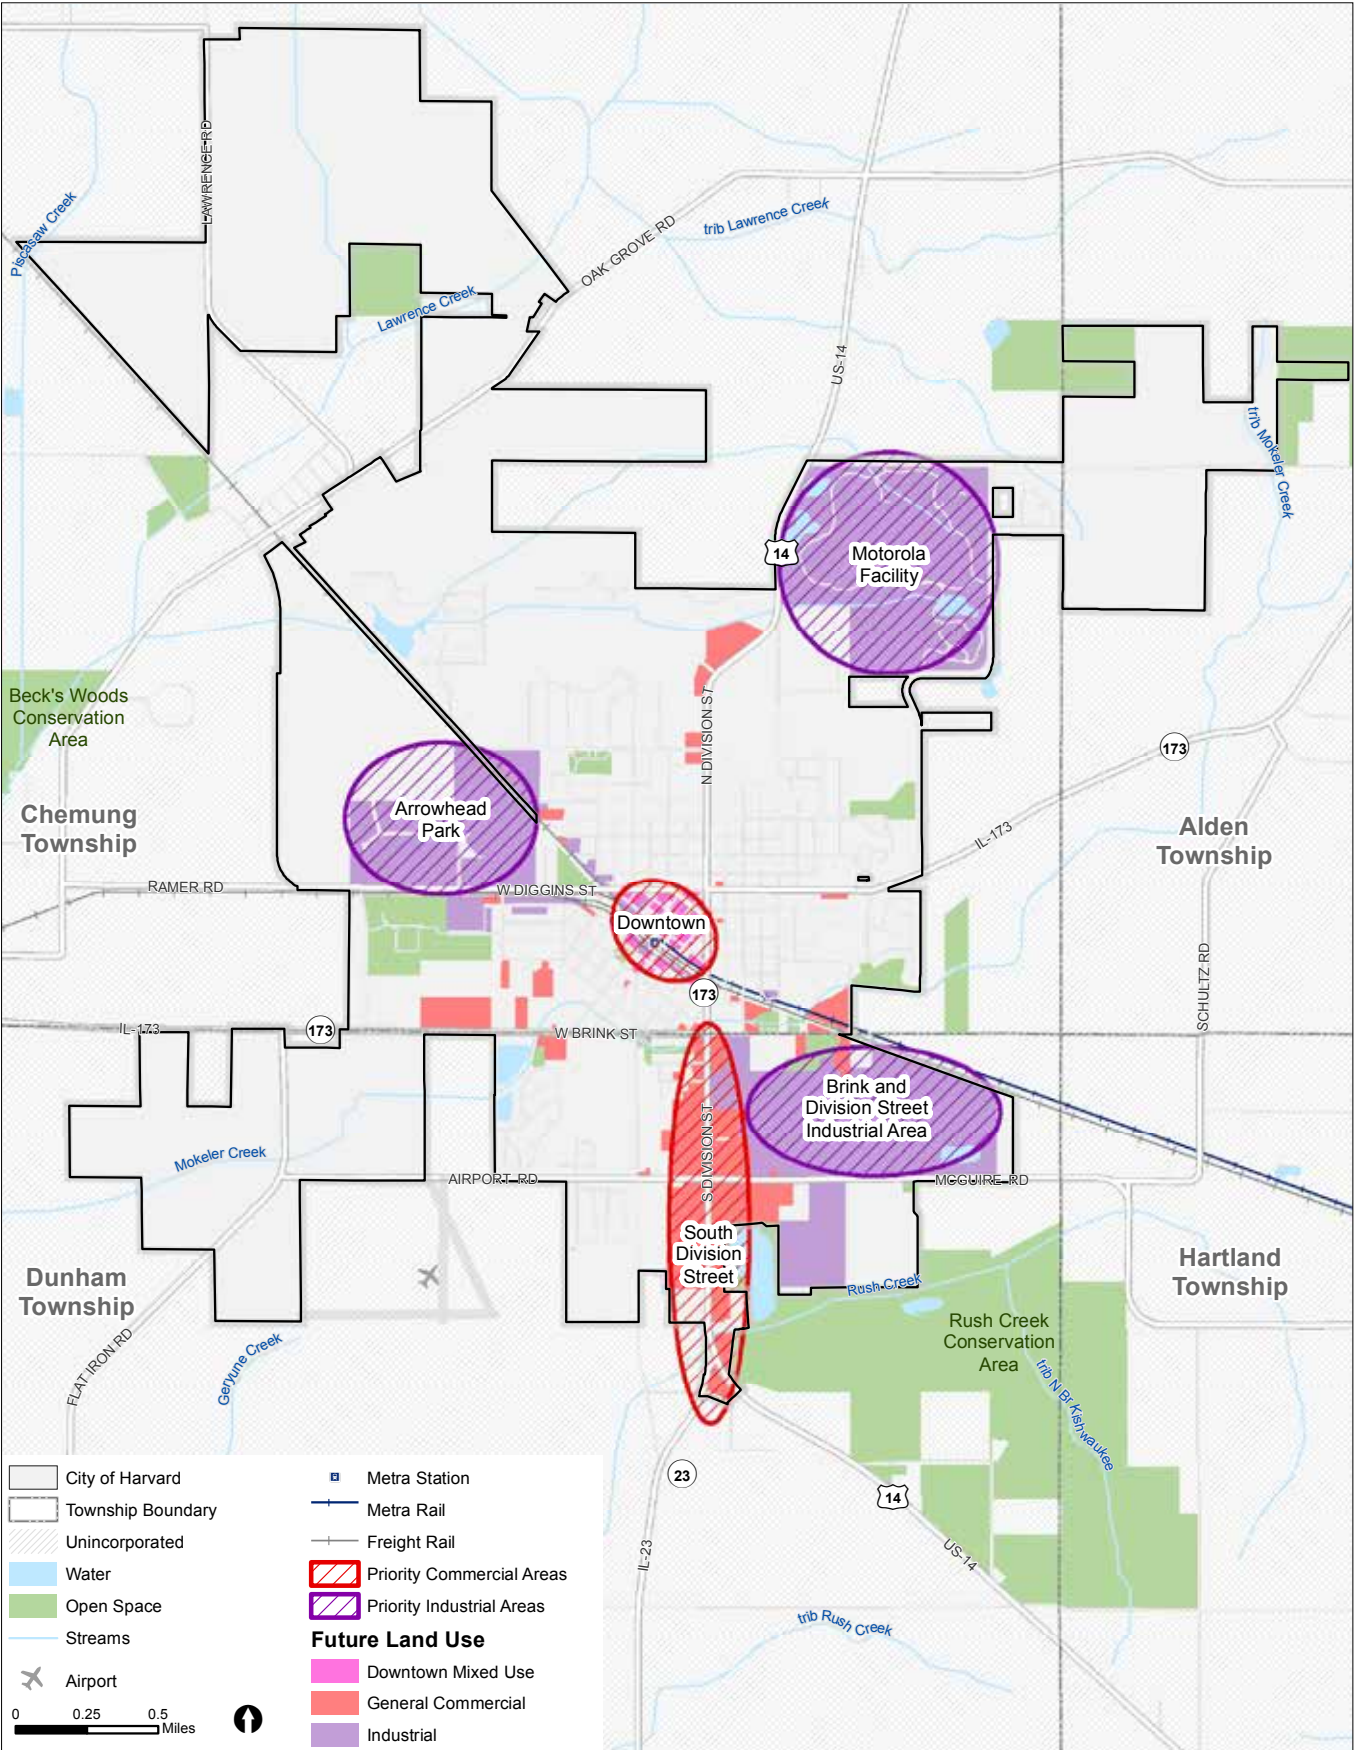 LAWRENCE RD
Piscasaw Creek
OAK GROVE RD
trib Lawrence Creek
Lawrence Creek
US-14
trib Mokeler Creek
14
Motorola
Facility
Beck's Woods
Conservation
Area
N DIVISION ST
173
Chemung
Township
Arrowhead
Park
Alden
Township
IL-173
RAMER RD
W DIGGINS ST
Downtown
SCHULTZ RD
173
IL-173
173
W BRINK ST
Brink and
Division Street
Industrial Area
S DIVISION ST
Mokeler Creek
AIRPORT RD
MCGUIRE RD
South
Division
Street
Dunham
Township
Hartland
Township
Rush Creek
Rush Creek
Conservation
Area
FLAT IRON RD
Geryune Creek
trib N Br Kishwaukee
23
14
IL-23
US-14
trib Rush Creek
City of Harvard
Township Boundary
Unincorporated
Water
Open Space
Streams
Airport
0 0.25 0.5
Miles
Metra Station
Metra Rail
Freight Rail
Priority Commercial Areas
Priority Industrial Areas
Future Land Use
Downtown Mixed Use
General Commercial
Industrial